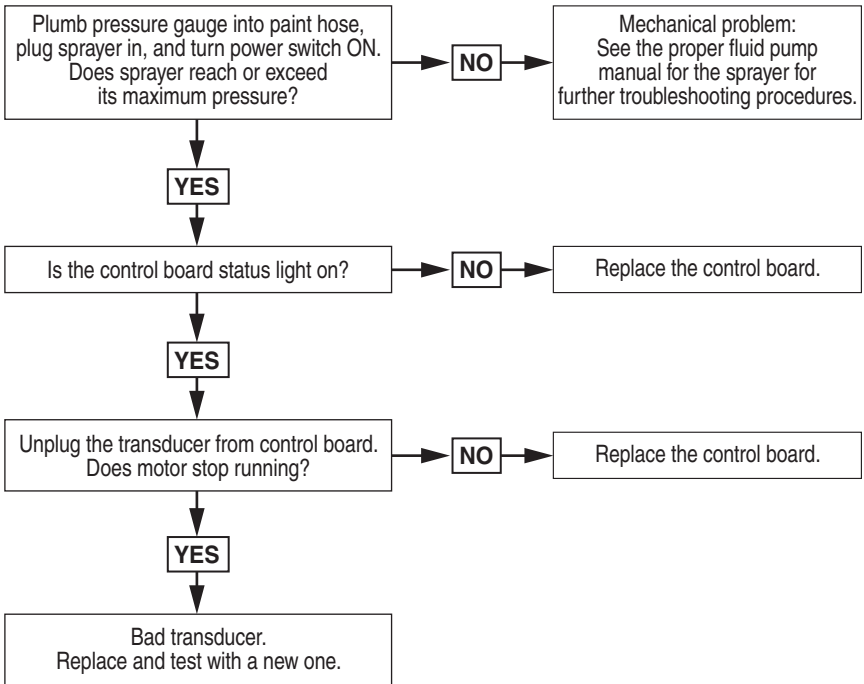 Plumb pressure gauge into paint hose,
plug sprayer in, and turn power switch ON.
Does sprayer reach or exceed
its maximum pressure?
NO
Mechanical problem:
See the proper fluid pump
manual for the sprayer for
further troubleshooting procedures.
YES
Is the control board status light on?
NO
Replace the control board.
YES
Unplug the transducer from control board.
Does motor stop running?
NO
Replace the control board.
YES
Bad transducer.
Replace and test with a new one.